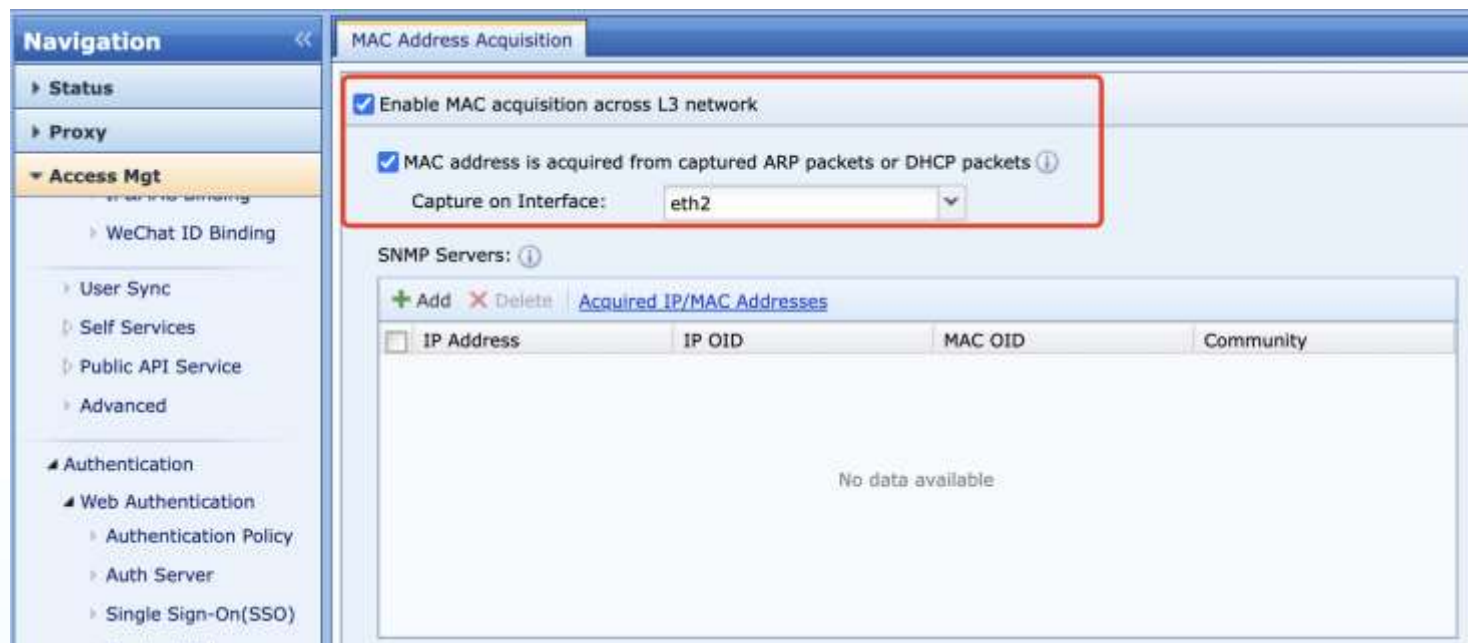 Navigation
Status
Proxy
Access Mgt
WeChat ID Binding
User Sync
Self Services
Public API Service
Advanced
Authentication
Web Authentication
Authentication Policy
Auth Server
Single Sign-On(SSO)
MAC Address Acquisition
Enable MAC acquisition across L3 network
MAC address is acquired from captured ARP packets or DHCP packets
Capture on Interface: eth2
SNMP Servers:
Add Delete Acquired IP/MAC Addresses
IP Address IP OID MAC OID Community
No data available